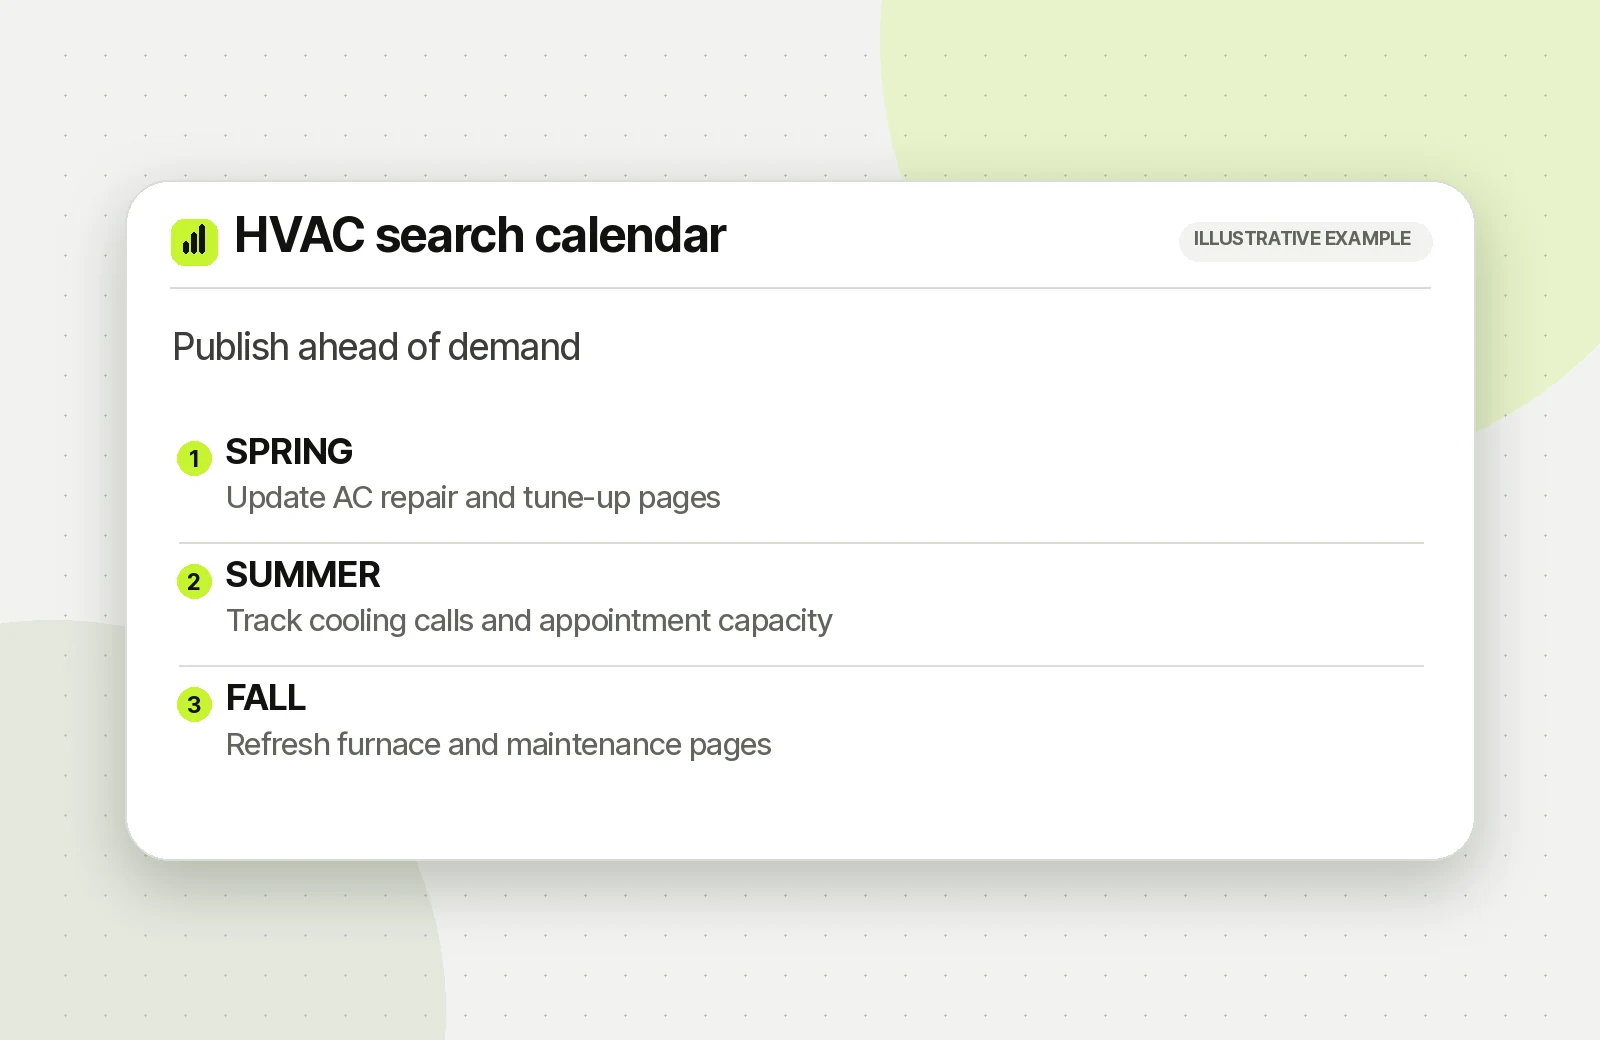 HVAC search calendar
ILLUSTRATIVE EXAMPLE
Publish ahead of demand
1 SPRING
Update AC repair and tune-up pages
2 SUMMER
Track cooling calls and appointment capacity
3 FALL
Refresh furnace and maintenance pages